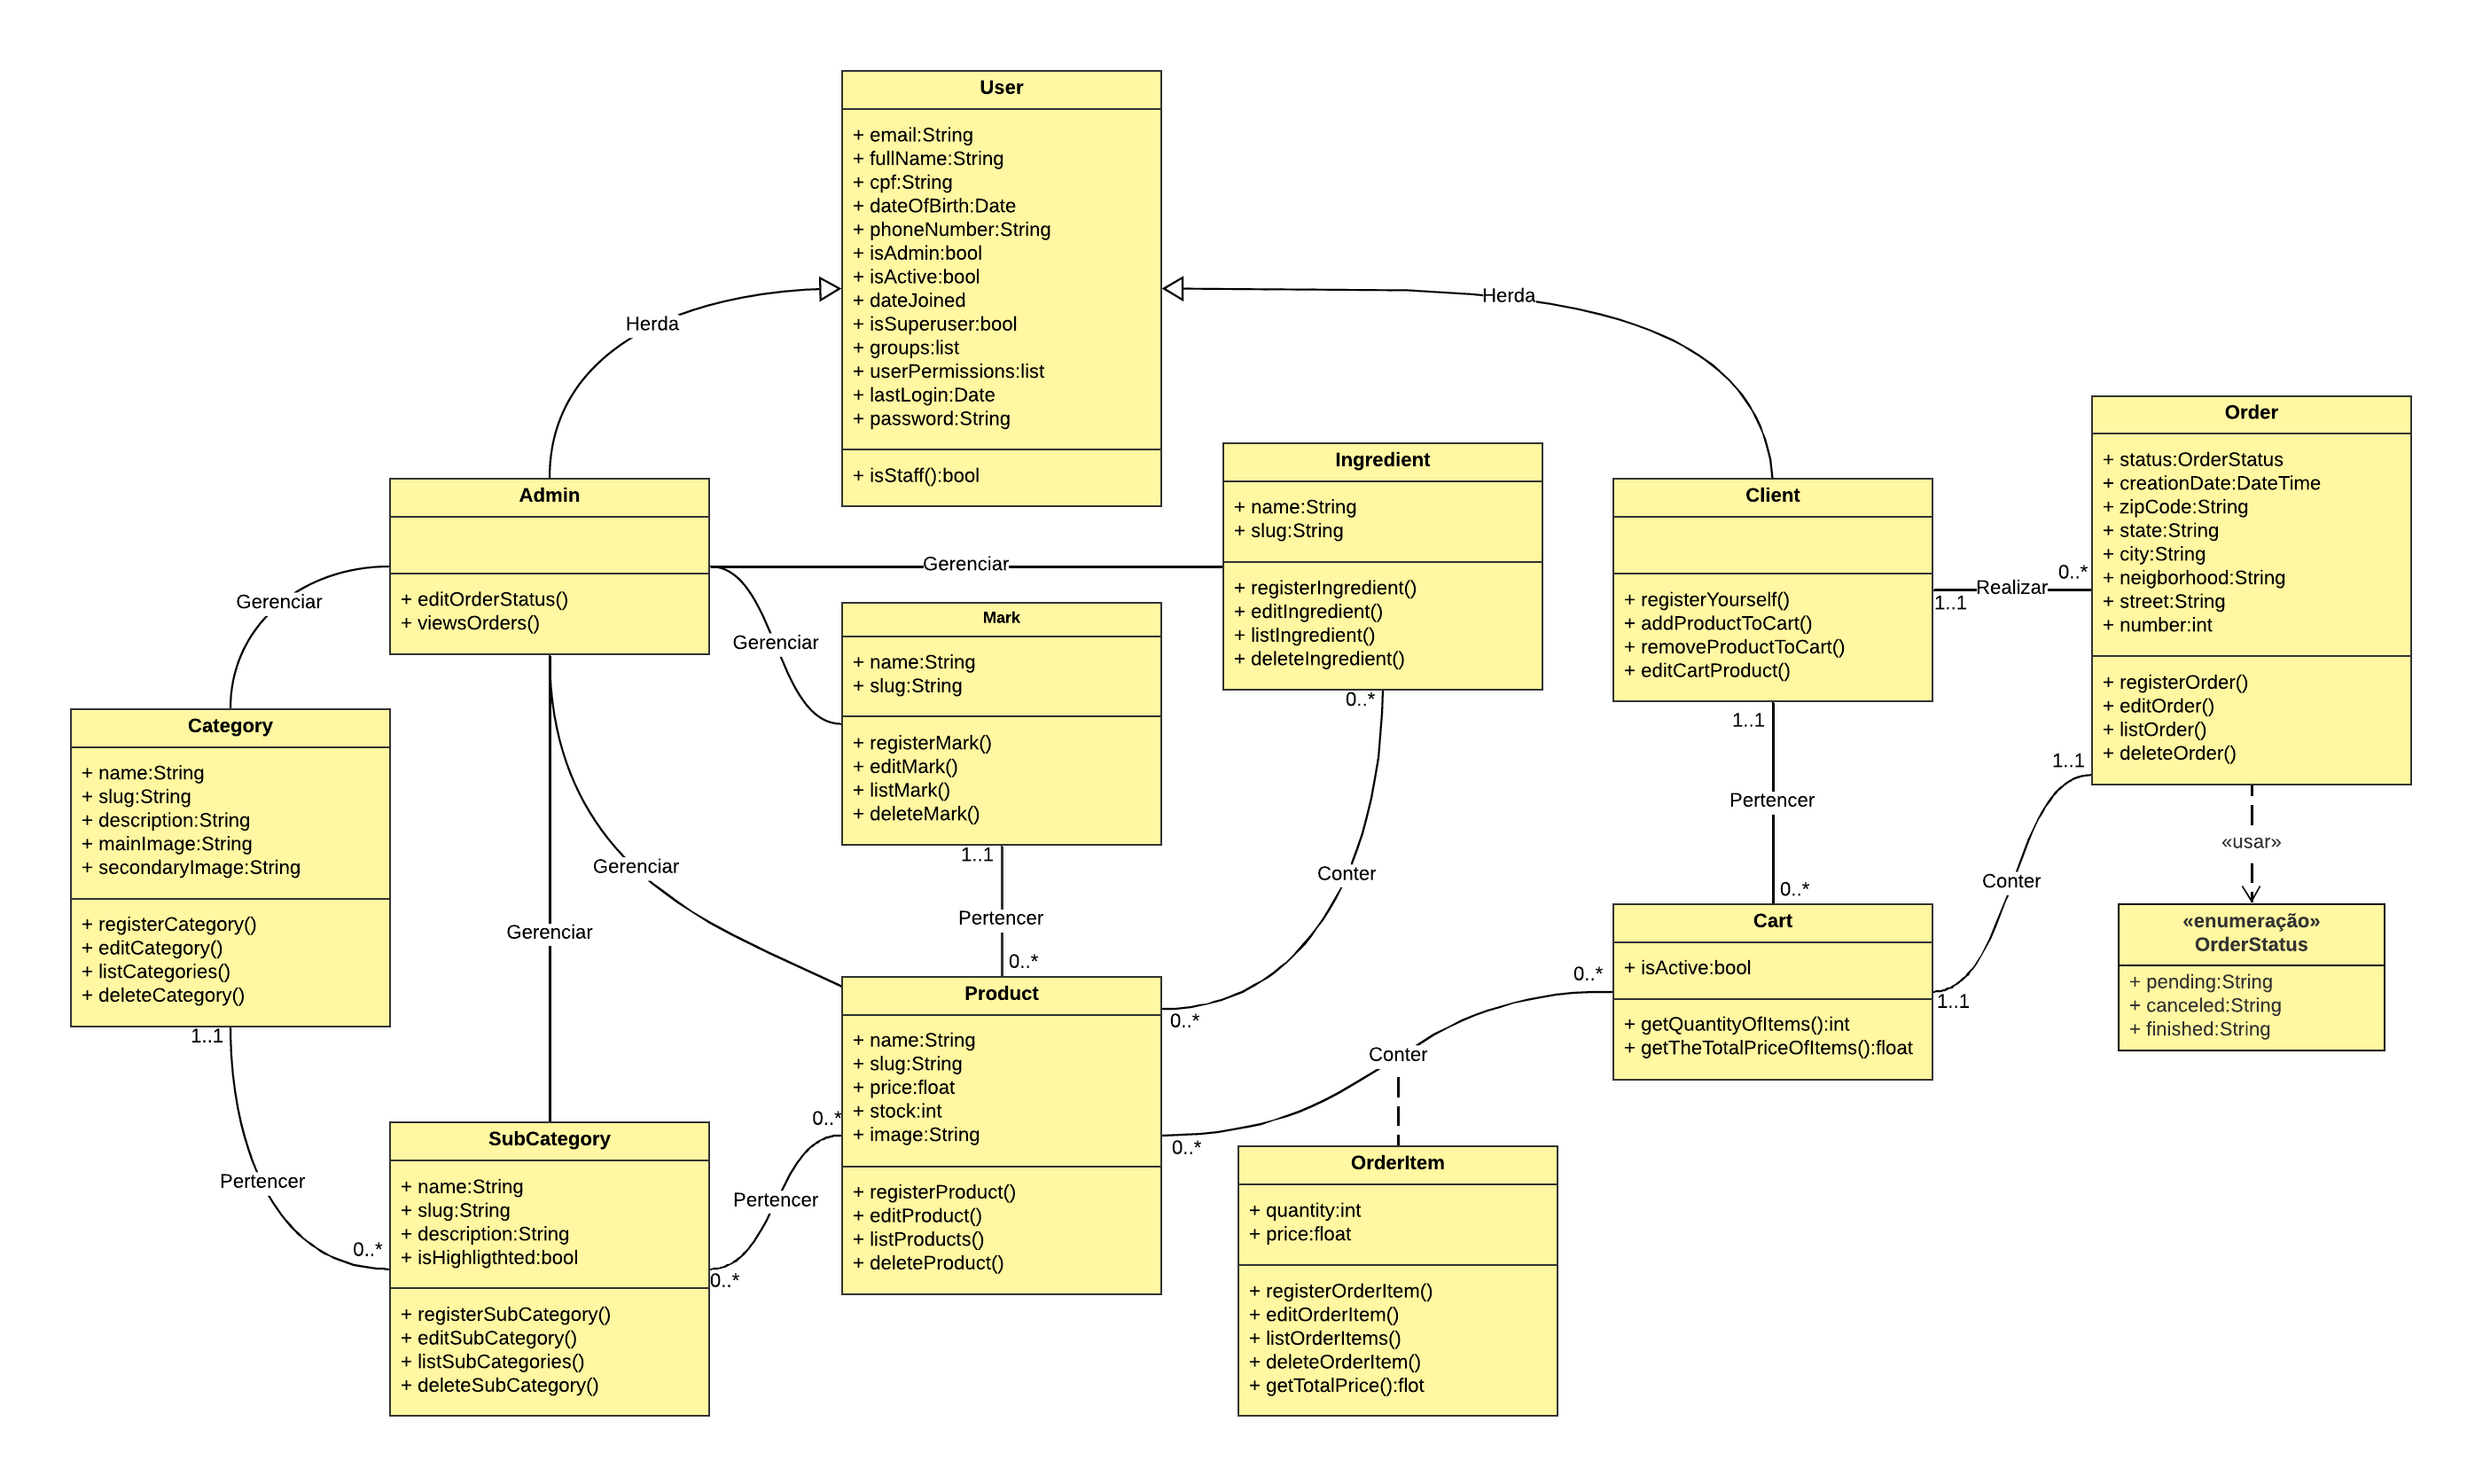 User
+ email:String
+ fullName:String
+ cpf:String
+ dateOfBirth:Date
+ phoneNumber:String
+ isAdmin:bool
+ isActive:bool
+ dateJoined
+ isSuperuser:bool
+ groups:list
+ userPermissions:list
+ lastLogin:Date
+ password:String
+ isStaff():bool
Herda
Herda
Admin
+ editOrderStatus()
+ viewsOrders()
Gerenciar
Gerenciar
Gerenciar
Gerenciar
Gerenciar
Ingredient
+ name:String
+ slug:String
+ registerIngredient()
+ editIngredient()
+ listIngredient()
+ deleteIngredient()
0..*
Conter
0..*
Client
+ registerYourself()
+ addProductToCart()
+ removeProductToCart()
+ editCartProduct()
1..1
Realizar
0..*
Order
+ status:OrderStatus
+ creationDate:DateTime
+ zipCode:String
+ state:String
+ city:String
+ neigborhood:String
+ street:String
+ number:int
+ registerOrder()
+ editOrder()
+ listOrder()
+ deleteOrder()
Mark
+ name:String
+ slug:String
+ registerMark()
+ editMark()
+ listMark()
+ deleteMark()
1..1
Pertencer
0..*
Category
+ name:String
+ slug:String
+ description:String
+ mainImage:String
+ secondaryImage:String
+ registerCategory()
+ editCategory()
+ listCategories()
+ deleteCategory()
1..1
Pertencer
0..*
1..1
Pertencer
0..*
1..1
Conter
1..1
«usar»
«enumeração»
OrderStatus
+ pending:String
+ canceled:String
+ finished:String
Cart
+ isActive:bool
+ getQuantityOfItems():int
+ getTheTotalPriceOfItems():float
0..*
Conter
0..*
Product
+ name:String
+ slug:String
+ price:float
+ stock:int
+ image:String
+ registerProduct()
+ editProduct()
+ listProducts()
+ deleteProduct()
0..*
Pertencer
0..*
SubCategory
+ name:String
+ slug:String
+ description:String
+ isHighligthted:bool
+ registerSubCategory()
+ editSubCategory()
+ listSubCategories()
+ deleteSubCategory()
OrderItem
+ quantity:int
+ price:float
+ registerOrderItem()
+ editOrderItem()
+ listOrderItems()
+ deleteOrderItem()
+ getTotalPrice():flot